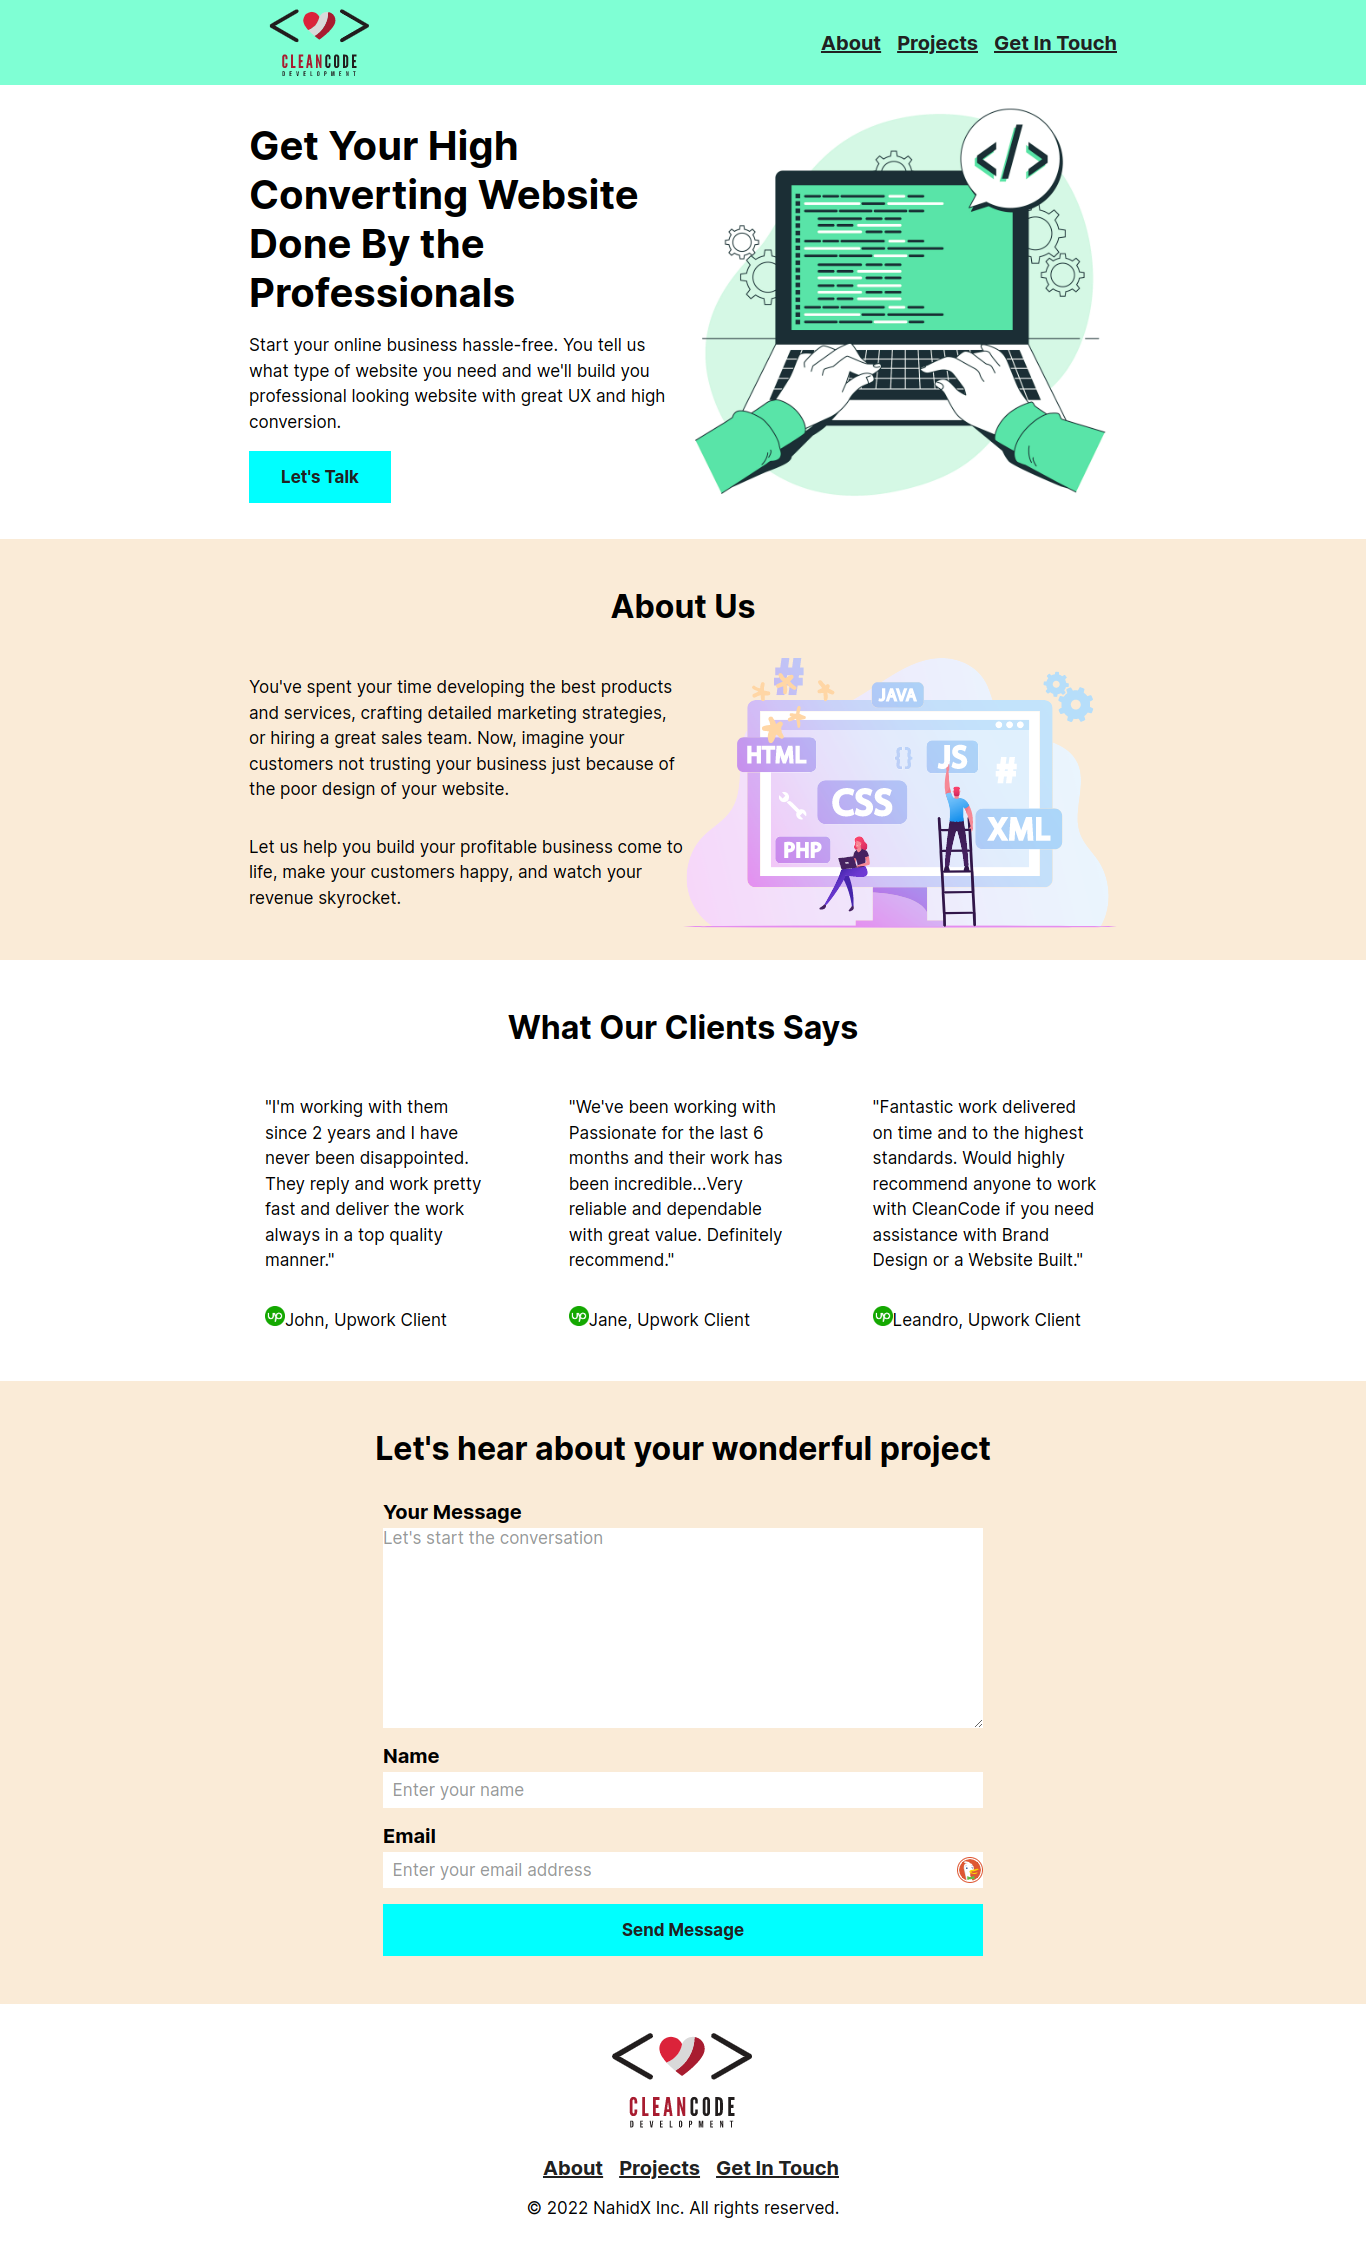 CLEANCODE
DEVELOPMENT
About Projects Get In Touch
Get Your High
Converting Website
Done By the
Professionals
Start your online business hassle-free. You tell us
what type of website you need and we'll build you
professional looking website with great UX and high
conversion.
Let's Talk
</>
About Us
You've spent your time developing the best products
and services, crafting detailed marketing strategies,
or hiring a great sales team. Now, imagine your
customers not trusting your business just because of
the poor design of your website.
Let us help you build your profitable business come to
life, make your customers happy, and watch your
revenue skyrocket.
#
JAVA
HTML
{}
JS
#
CSS
XML
PHP
What Our Clients Says
"I'm working with them
since 2 years and I have
never been disappointed.
They reply and work pretty
fast and deliver the work
always in a top quality
manner."
up John, Upwork Client
"We've been working with
Passionate for the last 6
months and their work has
been incredible...Very
reliable and dependable
with great value. Definitely
recommend."
up Jane, Upwork Client
"Fantastic work delivered
on time and to the highest
standards. Would highly
recommend anyone to work
with CleanCode if you need
assistance with Brand
Design or a Website Built."
up Leandro, Upwork Client
Let's hear about your wonderful project
Your Message
Let's start the conversation
Name
Enter your name
Email
Enter your email address
Send Message
CLEANCODE
DEVELOPMENT
About Projects Get In Touch
© 2022 NahidX Inc. All rights reserved.